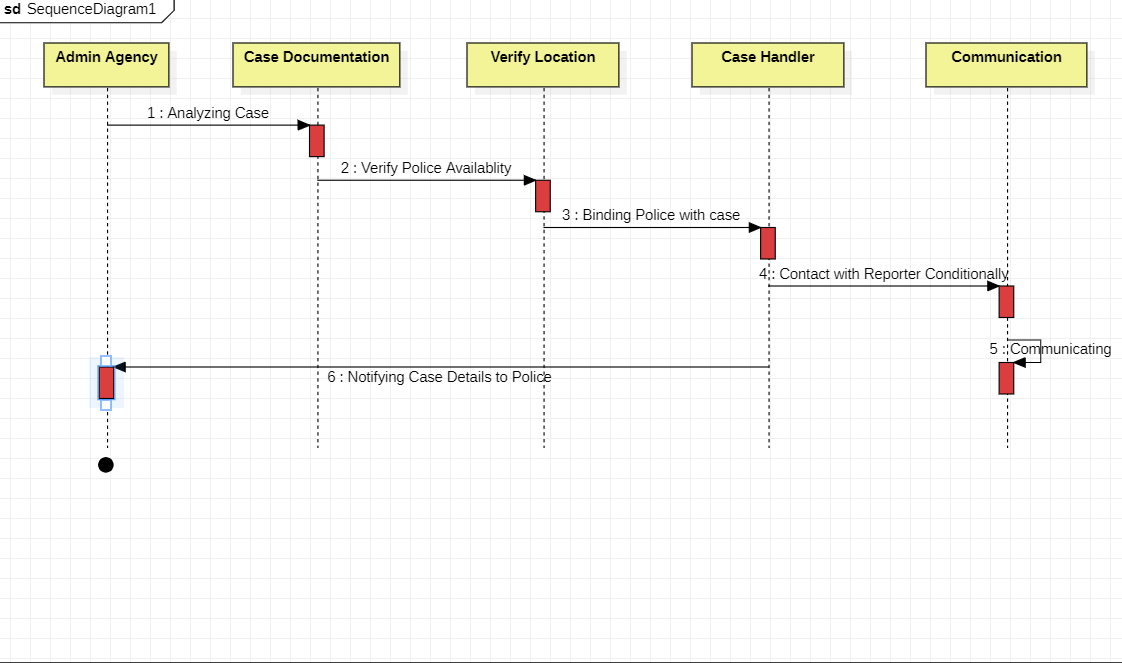 sd SequenceDiagram1
Admin Agency
Case Documentation
Verify Location
Case Handler
Communication
1 : Analyzing Case
2 : Verify Police Availablity
3 : Binding Police with case
4 : Contact with Reporter Conditionally
5 : Communicating
6 : Notifying Case Details to Police